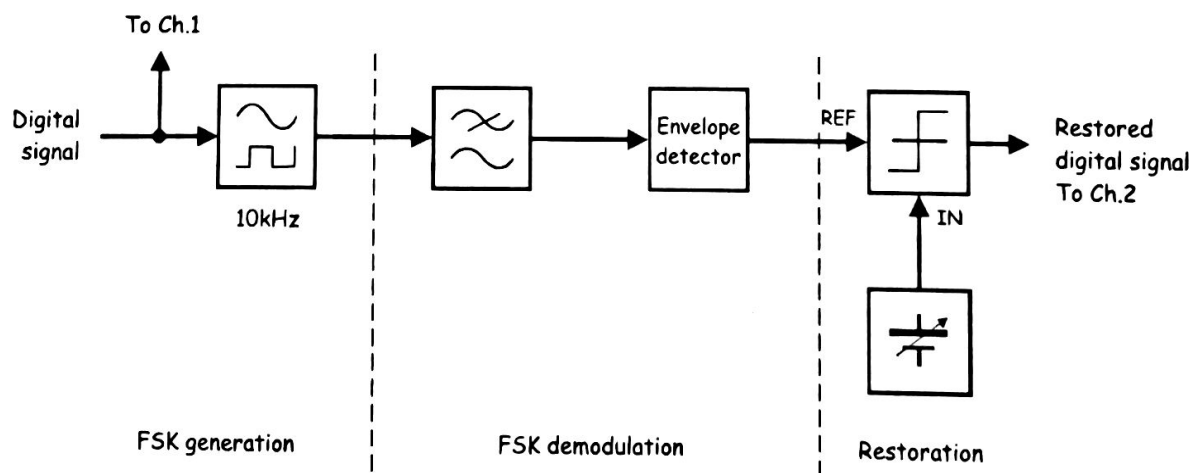 To Ch.1
Digital
signal
10kHz
Envelope
detector
REF
IN
Restored
digital signal
To Ch.2
FSK generation
FSK demodulation
Restoration